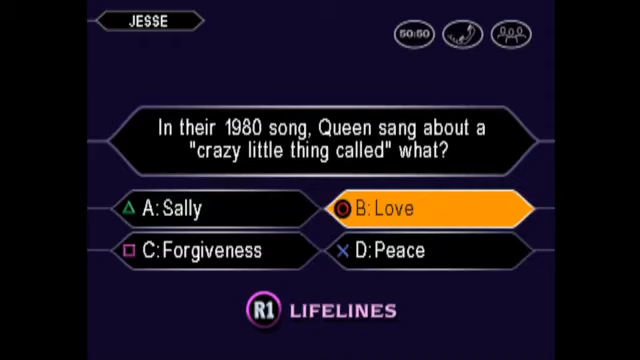 JESSE
50:50
In their 1980 song, Queen sang about a
"crazy little thing called" what?
A: Sally
B: Love
C: Forgiveness
D: Peace
R1 LIFELINES